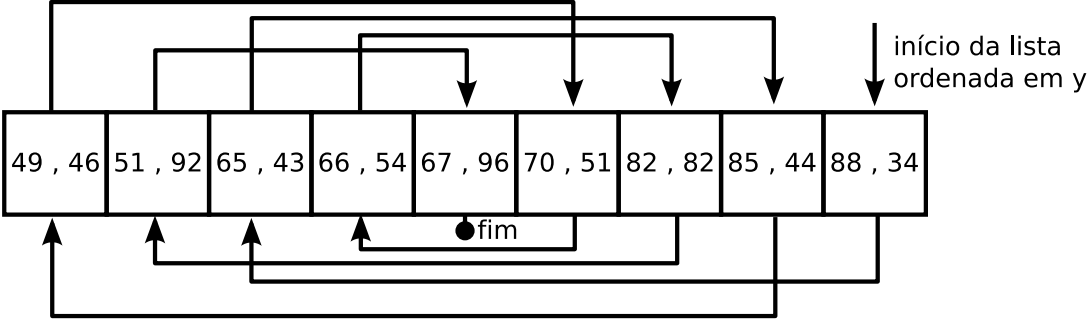 início da lista
ordenada em y
49 , 46 51 , 92 65 , 43 66 , 54 67 , 96 70 , 51 82 , 82 85 , 44 88 , 34
fim